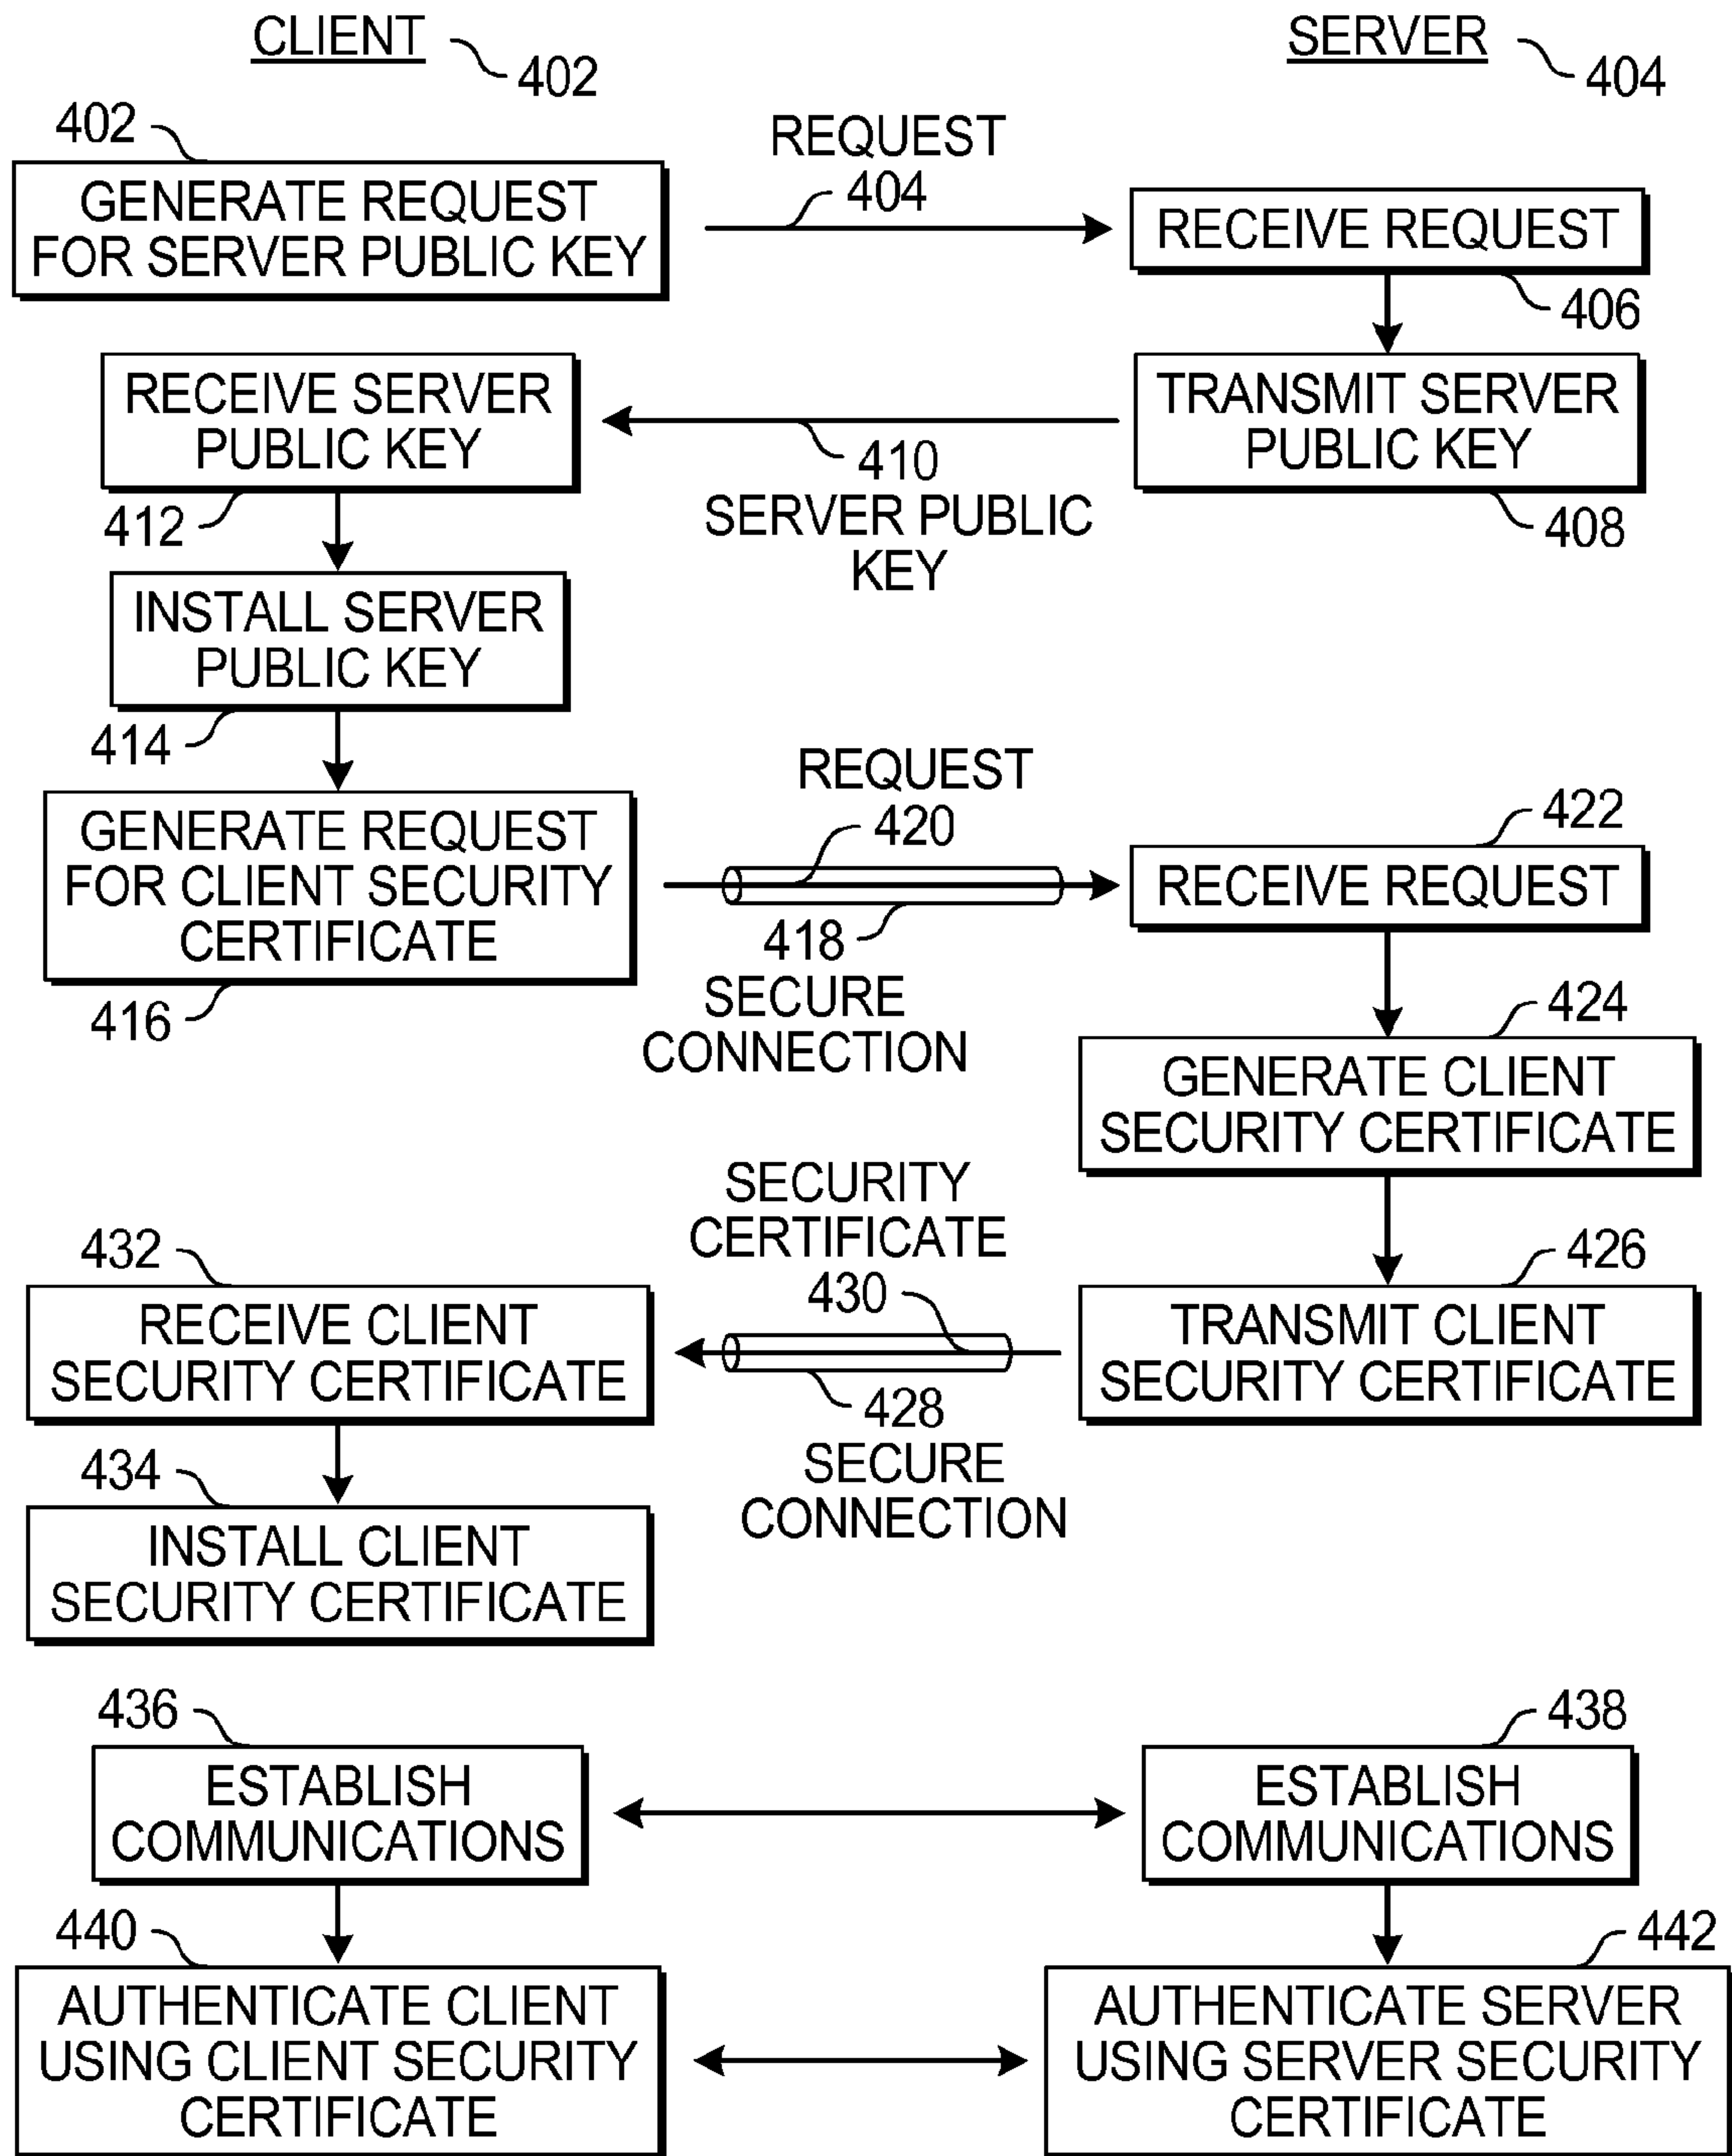 CLIENT 402
SERVER 404
402
GENERATE REQUEST
FOR SERVER PUBLIC KEY
REQUEST
404
RECEIVE REQUEST
406
RECEIVE SERVER
PUBLIC KEY
412
410
SERVER PUBLIC
KEY
TRANSMIT SERVER
PUBLIC KEY
408
INSTALL SERVER
PUBLIC KEY
414
GENERATE REQUEST
FOR CLIENT SECURITY
CERTIFICATE
416
REQUEST
420
418
SECURE
CONNECTION
422
RECEIVE REQUEST
424
GENERATE CLIENT
SECURITY CERTIFICATE
426
TRANSMIT CLIENT
SECURITY CERTIFICATE
SECURITY
CERTIFICATE
430
428
SECURE
CONNECTION
432
RECEIVE CLIENT
SECURITY CERTIFICATE
434
INSTALL CLIENT
SECURITY CERTIFICATE
436
ESTABLISH
COMMUNICATIONS
438
ESTABLISH
COMMUNICATIONS
440
AUTHENTICATE CLIENT
USING CLIENT SECURITY
CERTIFICATE
442
AUTHENTICATE SERVER
USING SERVER SECURITY
CERTIFICATE